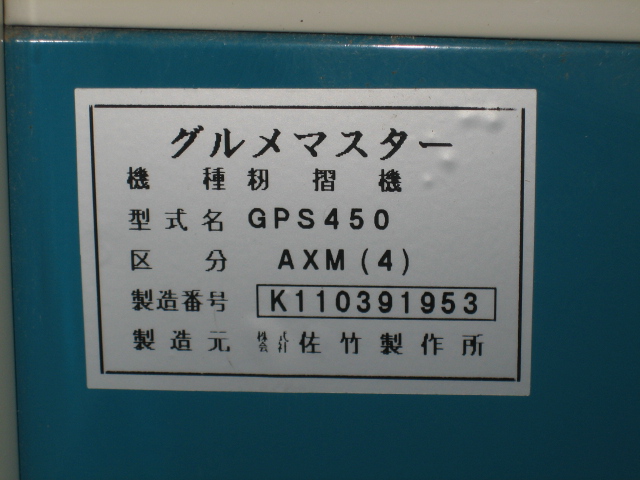 グルメマスター
機種 籾摺機
型式名 GPS450
区分 AXM(4)
製造番号 K110391953
製造元 株式会社 佐竹製作所